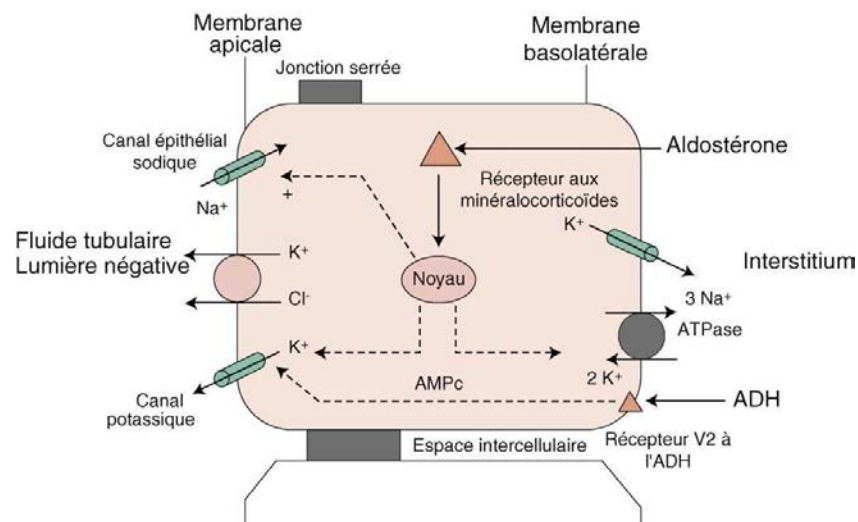 Membrane
apicale
Membrane
basolatérale
Jonction serrée
Canal épithélial
sodique
Aldostérone
Récepteur aux
minéralocorticoïdes
+
Na⁺
K⁺
Fluide tubulaire
Lumière négative
K⁺
Noyau
Interstitium
Cl⁻
3 Na⁺
ATPase
K⁺
Canal
potassique
AMPc
2 K⁺
ADH
Espace intercellulaire
Récepteur V2 à
l'ADH